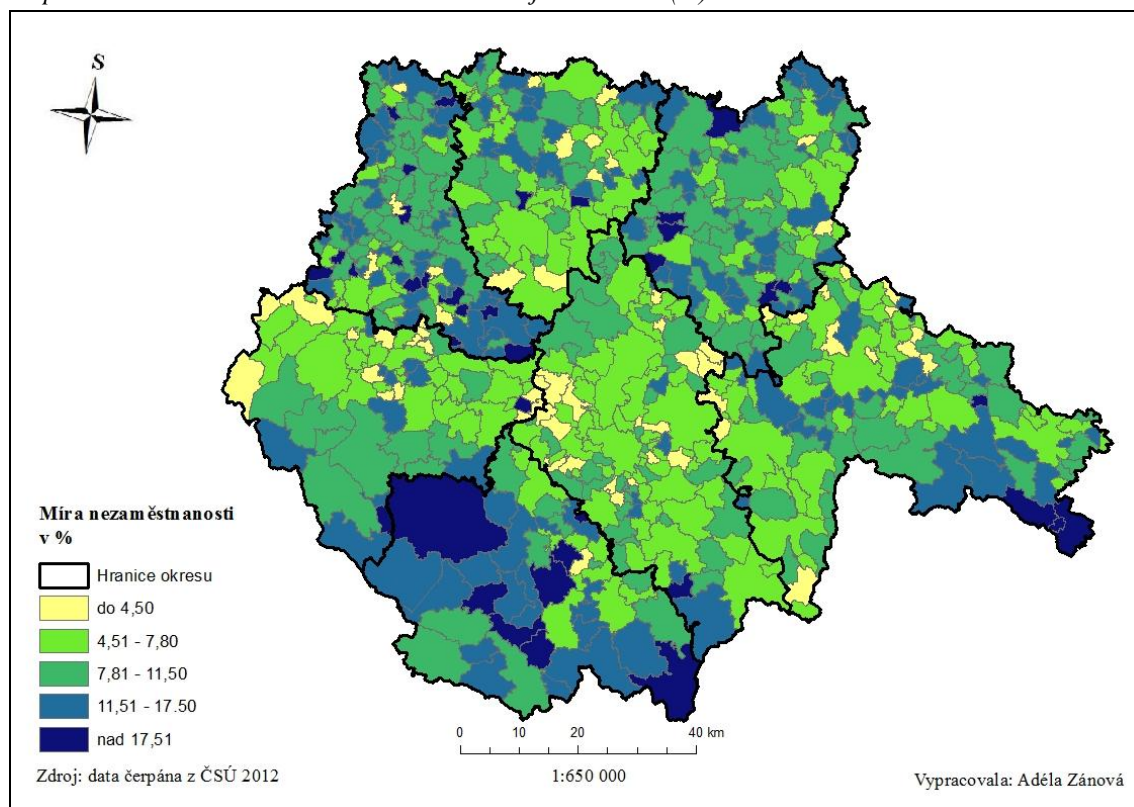 S
Míra nezaměstnanosti
v %
Hranice okresu
do 4,50
4,51 - 7,80
7,81 - 11,50
11,51 - 17.50
nad 17,51
0 10 20 40 km
1:650 000
Zdroj: data čerpána z ČSÚ 2012
Vypracovala: Adéla Zánová